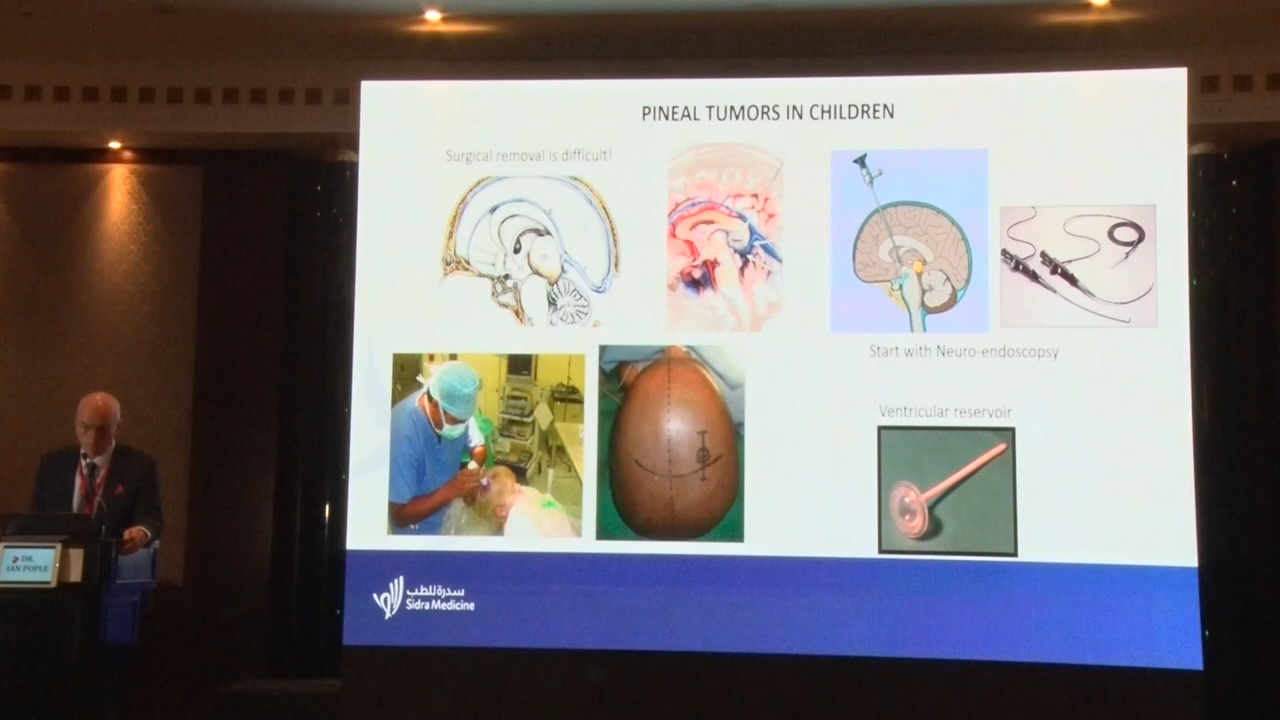 PINEAL TUMORS IN CHILDREN
Surgical removal is difficult!
Start with Neuro-endoscopsy
Ventricular reservoir
سدرة للطب
Sidra Medicine
DR.
IAN POPLE